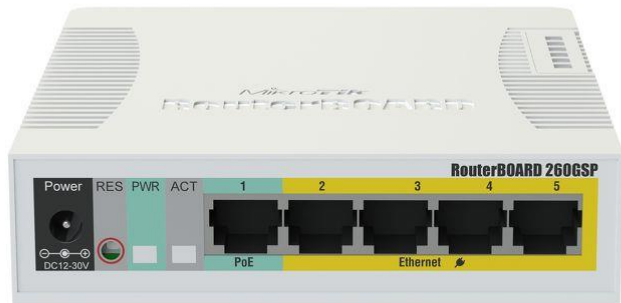 MikroTik
RouterBOARD
RouterBOARD 260GSP
Power RES PWR ACT 1 2 3 4 5
DC12-30V PoE Ethernet